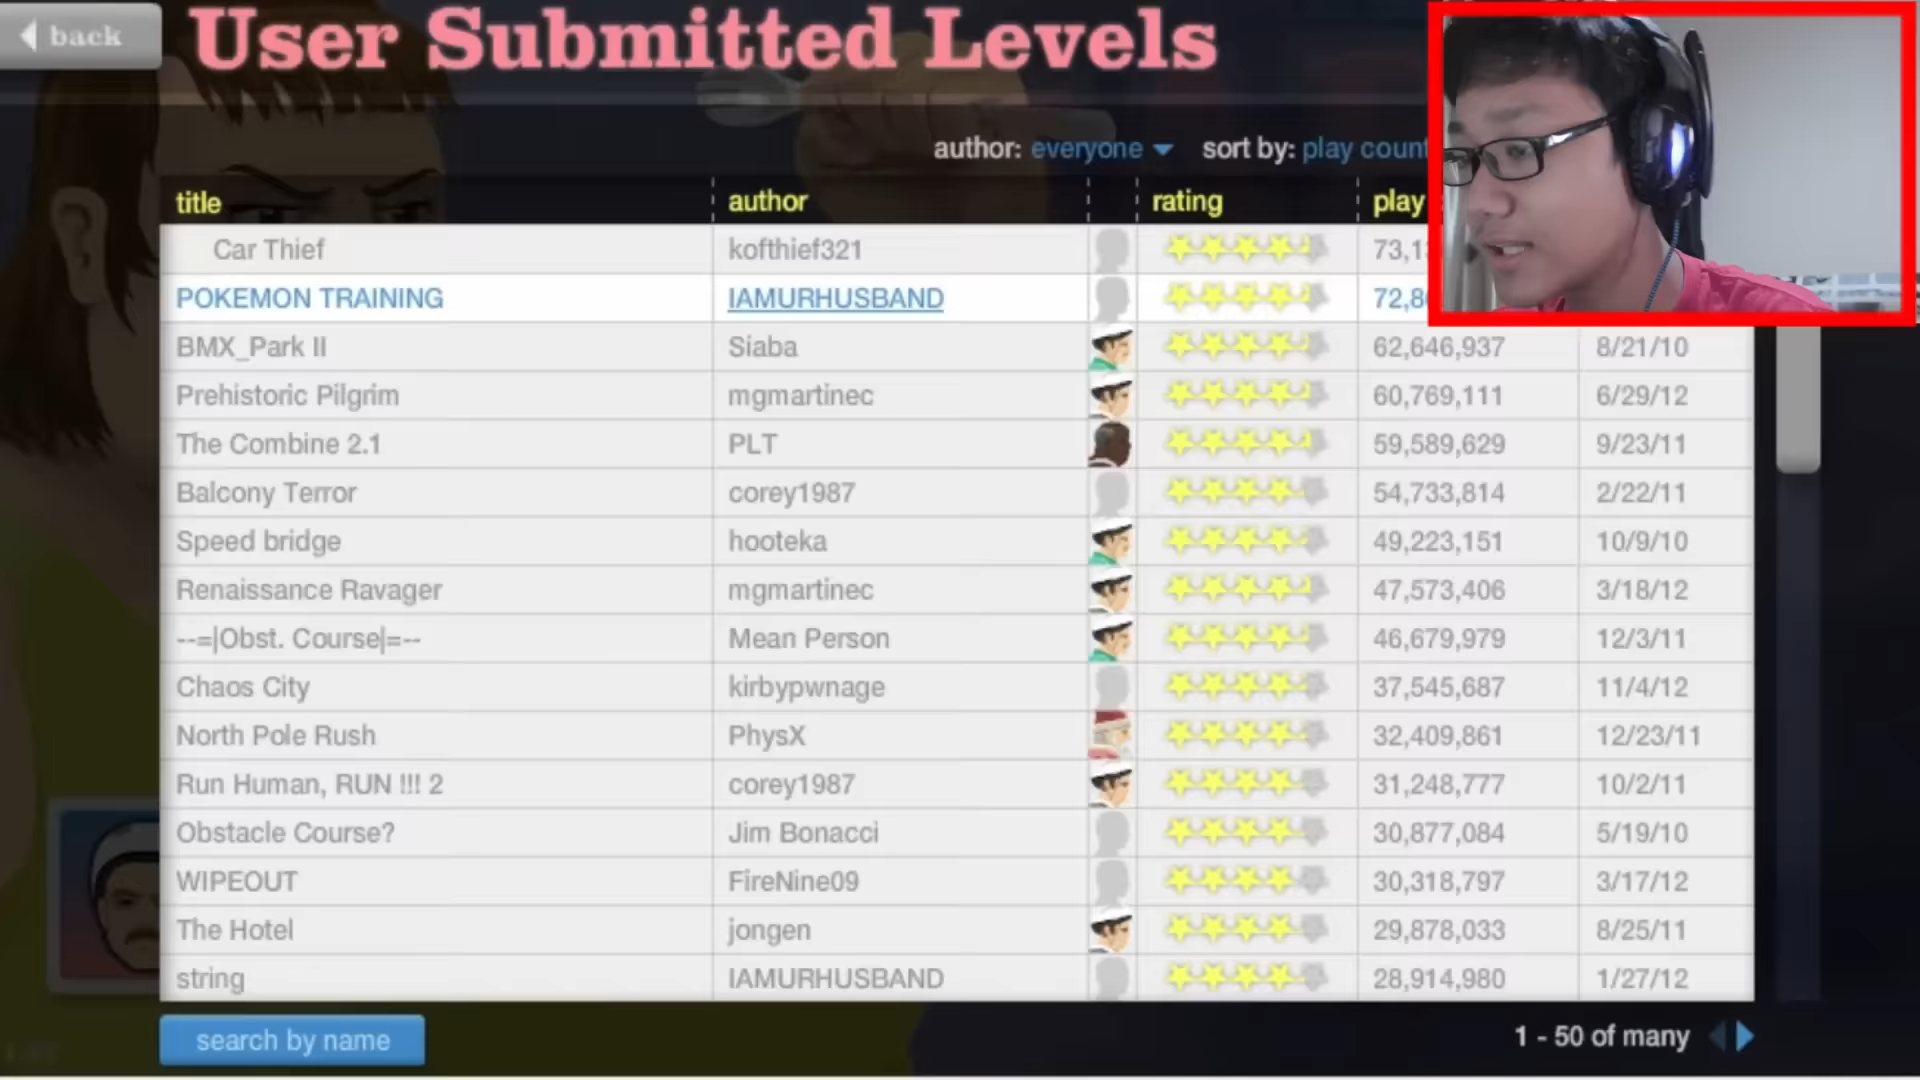 back
User Submitted Levels
author: everyone sort by: play count
title author rating play
Car Thief kofthief321 73,1
POKEMON TRAINING IAMURHUSBAND 72,8
BMX_Park II Siaba 62,646,937 8/21/10
Prehistoric Pilgrim mgmartinec 60,769,111 6/29/12
The Combine 2.1 PLT 59,589,629 9/23/11
Balcony Terror corey1987 54,733,814 2/22/11
Speed bridge hooteka 49,223,151 10/9/10
Renaissance Ravager mgmartinec 47,573,406 3/18/12
--=|Obst. Course|=-- Mean Person 46,679,979 12/3/11
Chaos City kirbypwnage 37,545,687 11/4/12
North Pole Rush PhysX 32,409,861 12/23/11
Run Human, RUN !!! 2 corey1987 31,248,777 10/2/11
Obstacle Course? Jim Bonacci 30,877,084 5/19/10
WIPEOUT FireNine09 30,318,797 3/17/12
The Hotel jongen 29,878,033 8/25/11
string IAMURHUSBAND 28,914,980 1/27/12
search by name 1 - 50 of many